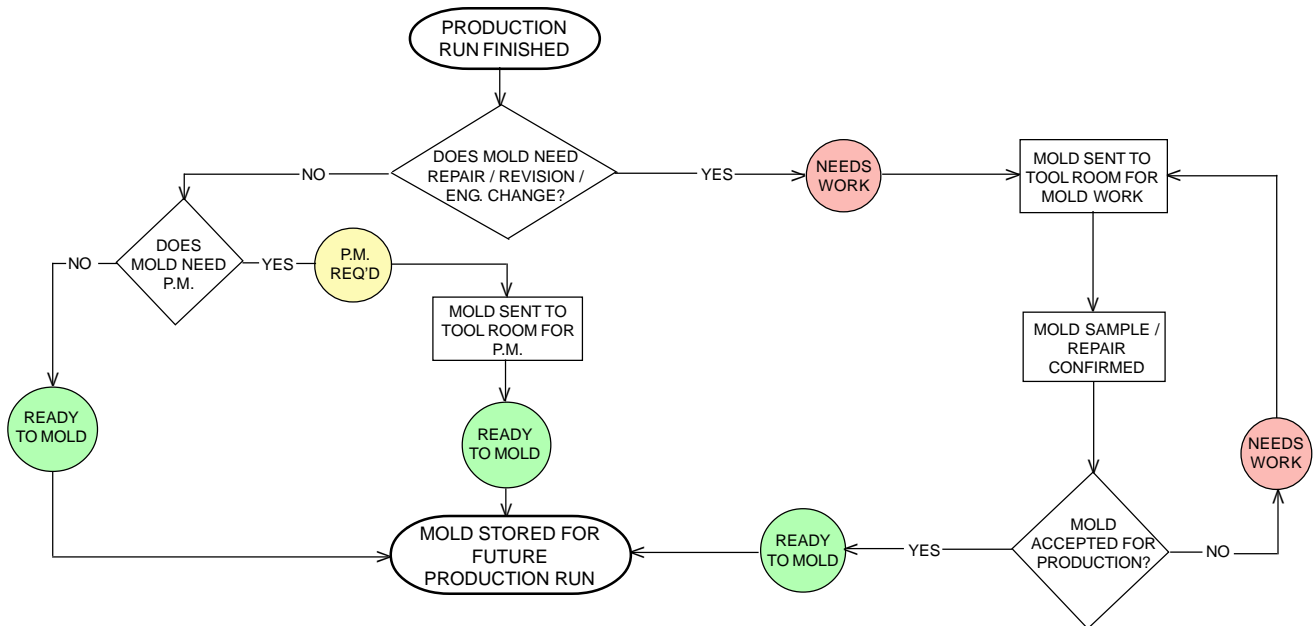 PRODUCTION
RUN FINISHED
DOES MOLD NEED
REPAIR / REVISION /
ENG. CHANGE?
NO
YES
NEEDS
WORK
MOLD SENT TO
TOOL ROOM FOR
MOLD WORK
DOES
MOLD NEED
P.M.
NO
YES
P.M.
REQ'D
MOLD SENT TO
TOOL ROOM FOR
P.M.
MOLD SAMPLE /
REPAIR
CONFIRMED
READY
TO MOLD
READY
TO MOLD
NEEDS
WORK
MOLD
ACCEPTED FOR
PRODUCTION?
NO
YES
READY
TO MOLD
MOLD STORED FOR
FUTURE
PRODUCTION RUN